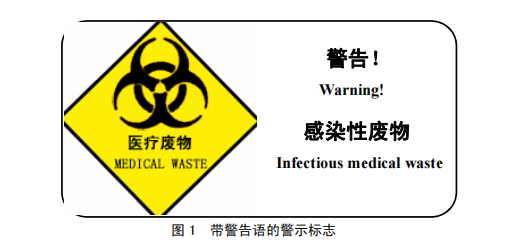 医疗废物
MEDICAL WASTE
警告！
Warning!
感染性废物
Infectious medical waste
图 1 带警告语的警示标志